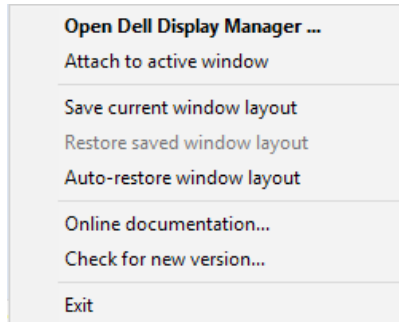 Open Dell Display Manager ...
Attach to active window
Save current window layout
Restore saved window layout
Auto-restore window layout
Online documentation...
Check for new version...
Exit